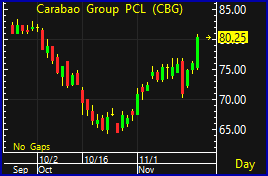 Carabao Group PCL (CBG)
85.00
80.25
75.00
70.00
65.00
No Gaps
10/2 10/16 11/1
Day
Sep Oct Nov